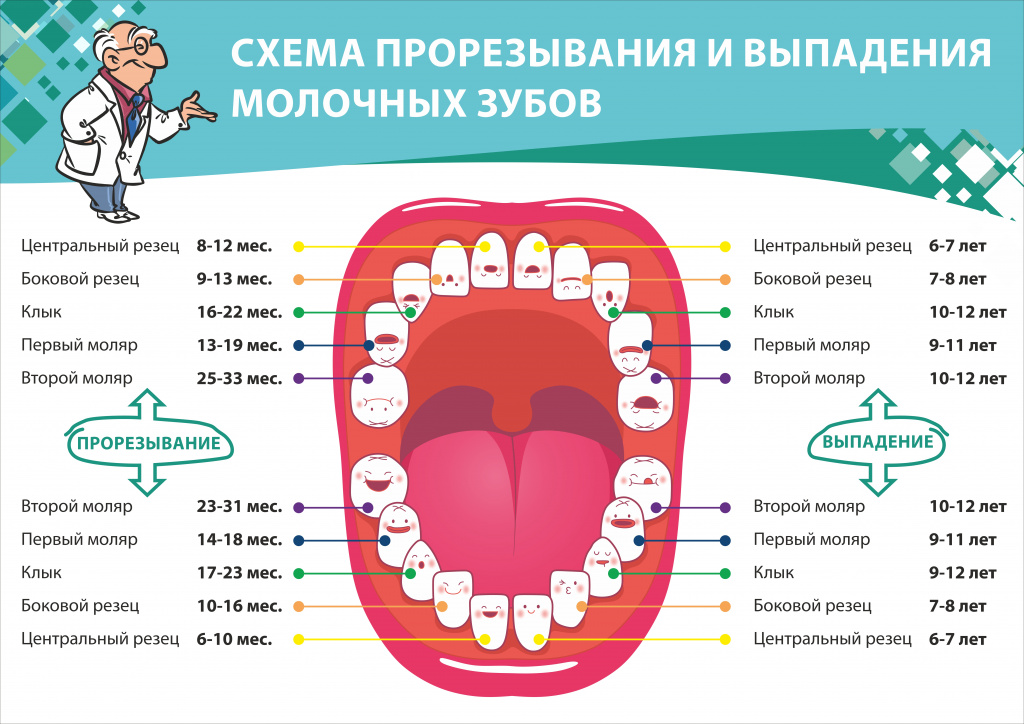 СХЕМА ПРОРЕЗЫВАНИЯ И ВЫПАДЕНИЯ
МОЛОЧНЫХ ЗУБОВ
Центральный резец 8-12 мес.
Боковой резец 9-13 мес.
Клык 16-22 мес.
Первый моляр 13-19 мес.
Второй моляр 25-33 мес.
ПРОРЕЗЫВАНИЕ
Второй моляр 23-31 мес.
Первый моляр 14-18 мес.
Клык 17-23 мес.
Боковой резец 10-16 мес.
Центральный резец 6-10 мес.
Центральный резец 6-7 лет
Боковой резец 7-8 лет
Клык 10-12 лет
Первый моляр 9-11 лет
Второй моляр 10-12 лет
ВЫПАДЕНИЕ
Второй моляр 10-12 лет
Первый моляр 9-11 лет
Клык 9-12 лет
Боковой резец 7-8 лет
Центральный резец 6-7 лет